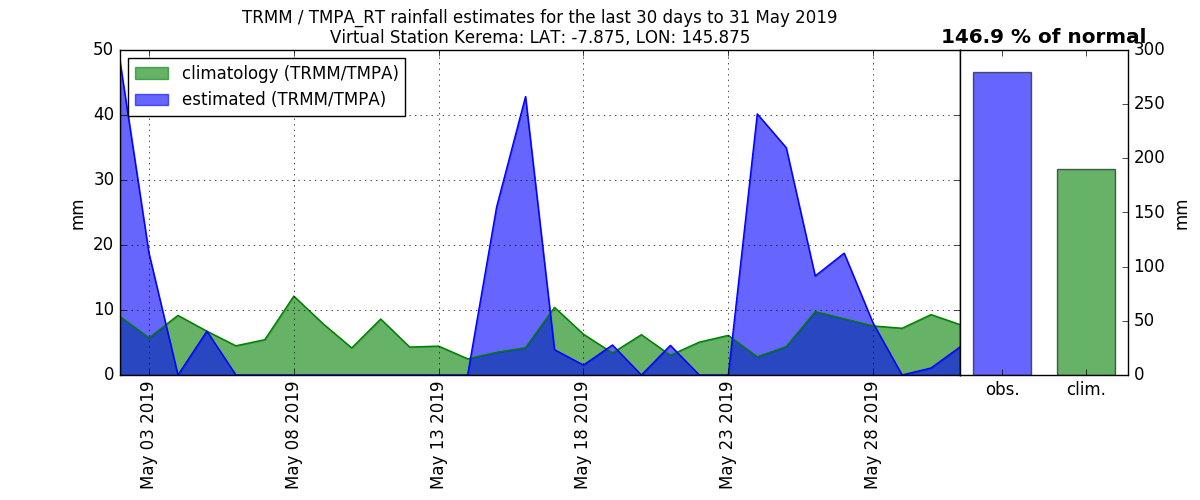 TRMM / TMPA_RT rainfall estimates for the last 30 days to 31 May 2019
Virtual Station Kerema: LAT: -7.875, LON: 145.875
146.9 % of normal
climatology (TRMM/TMPA)
estimated (TRMM/TMPA)
50
40
30
20
10
0
mm
May 03 2019
May 08 2019
May 13 2019
May 18 2019
May 23 2019
May 28 2019
obs.
clim.
300
250
200
150
100
50
0
mm